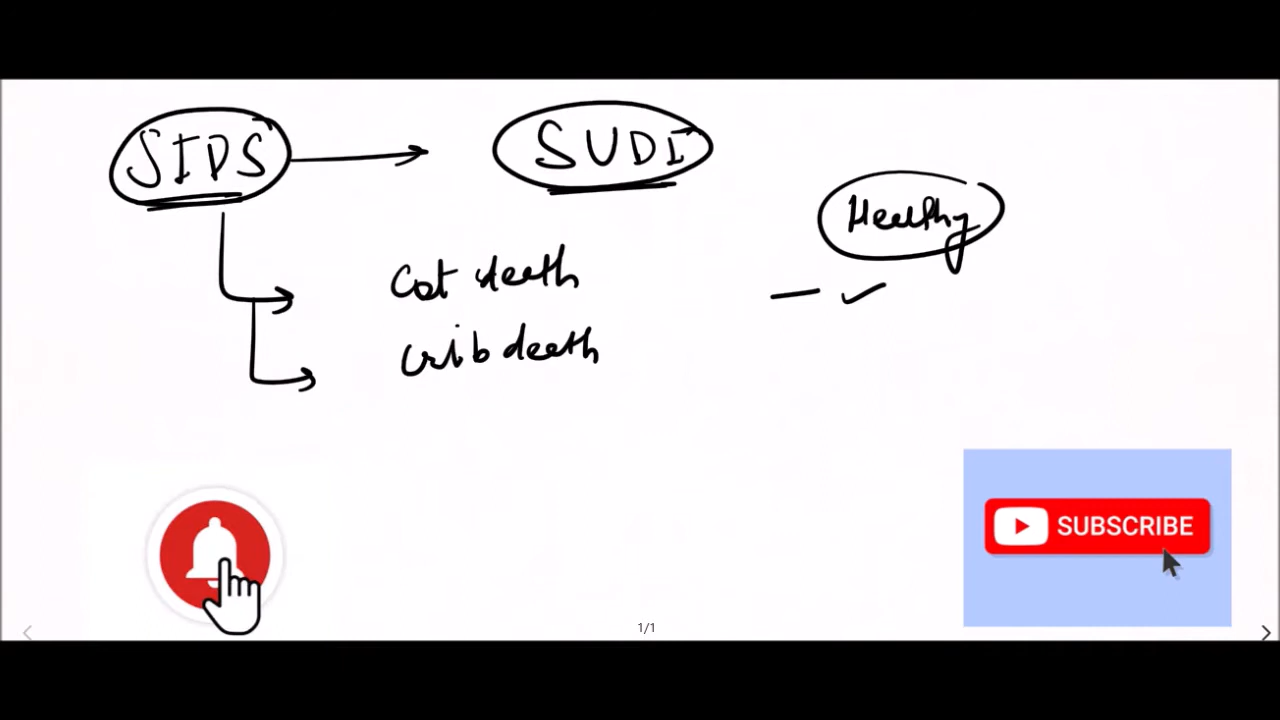 SIDS → SUDI
Healthy
Cot death
— ✓
crib death
SUBSCRIBE
1/1